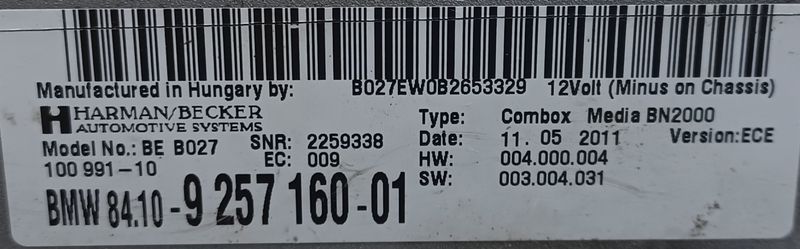 Manufactured in Hungary by: B027EW0B2653329 12Volt (Minus on Chassis)
HARMAN/BECKER
AUTOMOTIVE SYSTEMS
Type: Combox Media BN2000
Model No.: BE B027 SNR: 2259338 Date: 11. 05 2011 Version:ECE
100 991-10 EC: 009 HW: 004.000.004
SW: 003.004.031
BMW 84.10-9 257 160-01